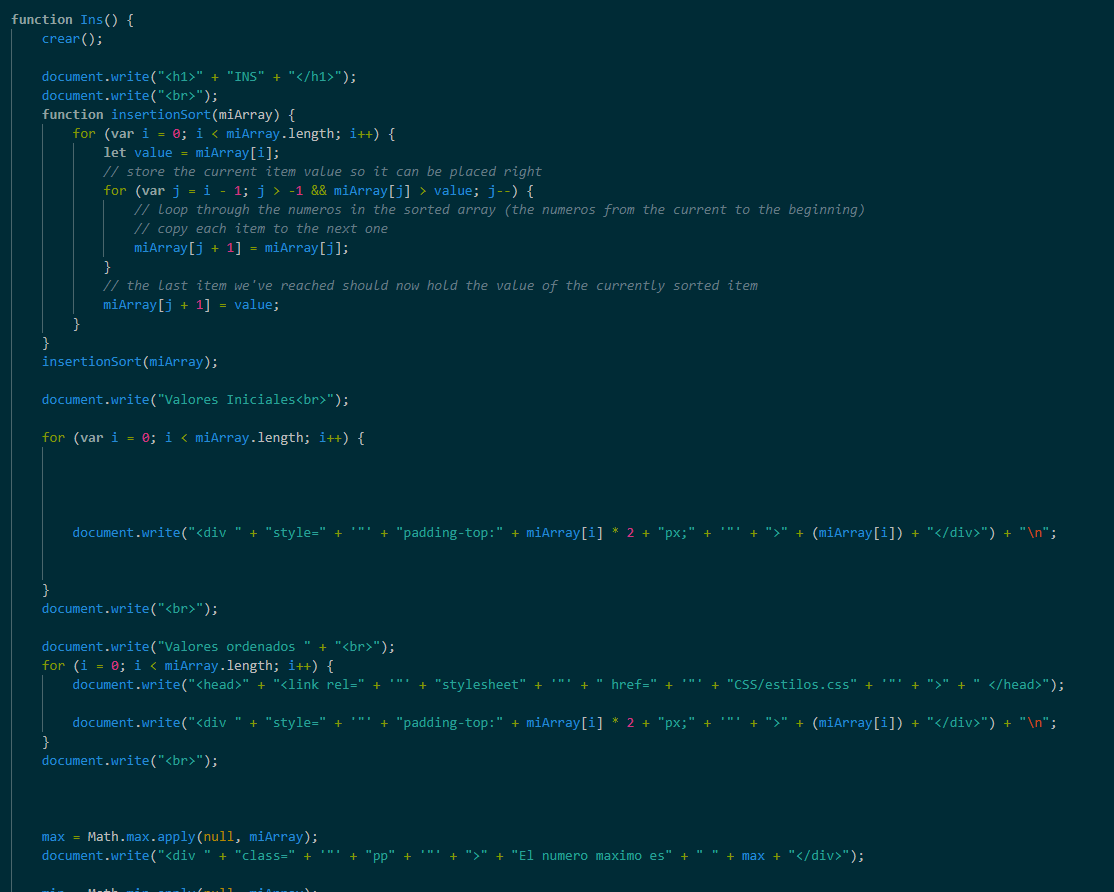 function Ins() {
crear();
document.write("<h1>" + "INS" + "</h1>");
document.write("<br>");
function insertionSort(miArray) {
for (var i = 0; i < miArray.length; i++) {
let value = miArray[i];
// store the current item value so it can be placed right
for (var j = i - 1; j > -1 && miArray[j] > value; j--) {
// loop through the numeros in the sorted array (the numeros from the current to the beginning)
// copy each item to the next one
miArray[j + 1] = miArray[j];
}
// the last item we've reached should now hold the value of the currently sorted item
miArray[j + 1] = value;
}
}
insertionSort(miArray);
document.write("Valores Iniciales<br>");
for (var i = 0; i < miArray.length; i++) {
document.write("<div " + "style=" + '"' + "padding-top:" + miArray[i] * 2 + "px;" + '"' + ">" + (miArray[i]) + "</div>") + "\n";
}
document.write("<br>");
document.write("Valores ordenados " + "<br>");
for (i = 0; i < miArray.length; i++) {
document.write("<head>" + "<link rel=" + '"' + "stylesheet" + '"' + " href=" + '"' + "CSS/estilos.css" + '"' + ">" + " </head>");
document.write("<div " + "style=" + '"' + "padding-top:" + miArray[i] * 2 + "px;" + '"' + ">" + (miArray[i]) + "</div>") + "\n";
}
document.write("<br>");
max = Math.max.apply(null, miArray);
document.write("<div " + "class=" + '"' + "pp" + '"' + ">" + "El numero maximo es" + " " + max + "</div>");